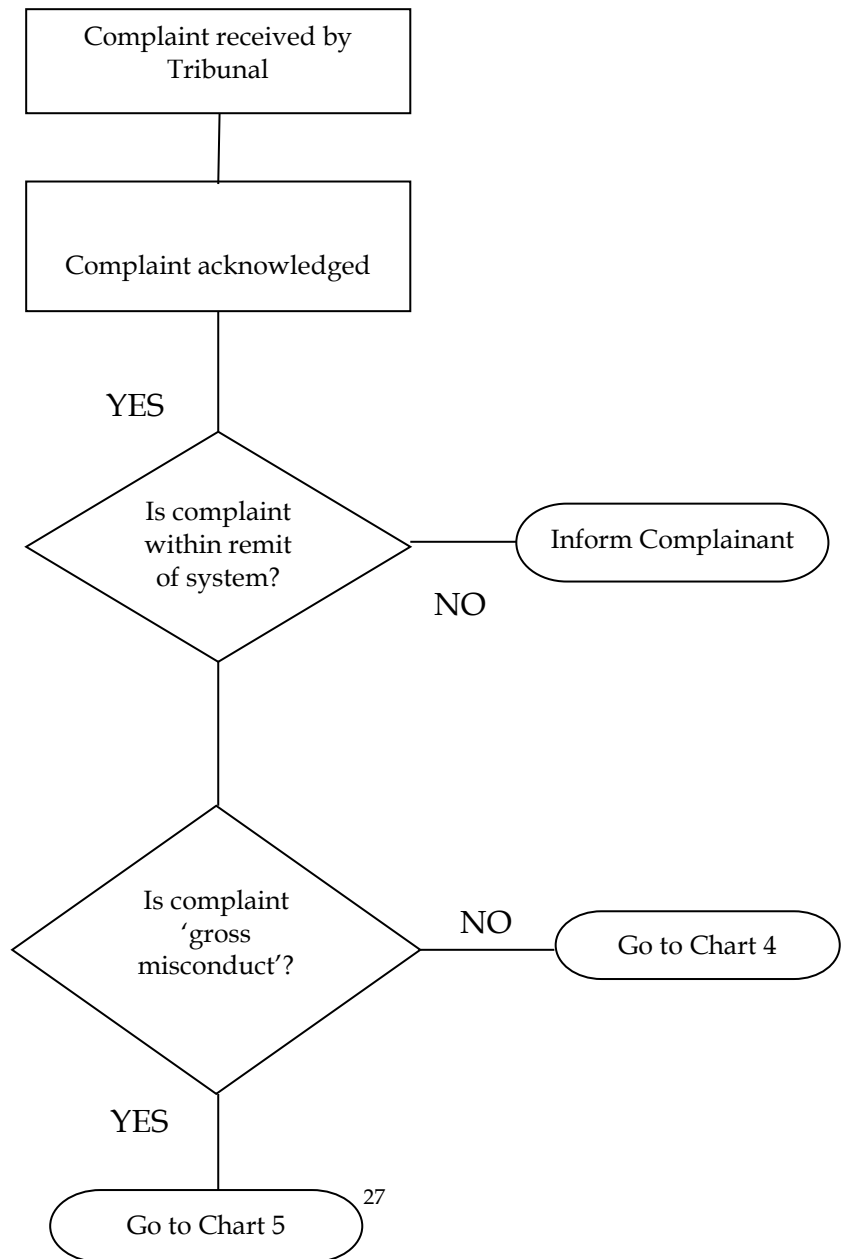 Complaint received by
Tribunal
Complaint acknowledged
YES
Is complaint
within remit
of system?
Inform Complainant
NO
Is complaint
‘gross
misconduct’?
NO
Go to Chart 4
YES
Go to Chart 5
27